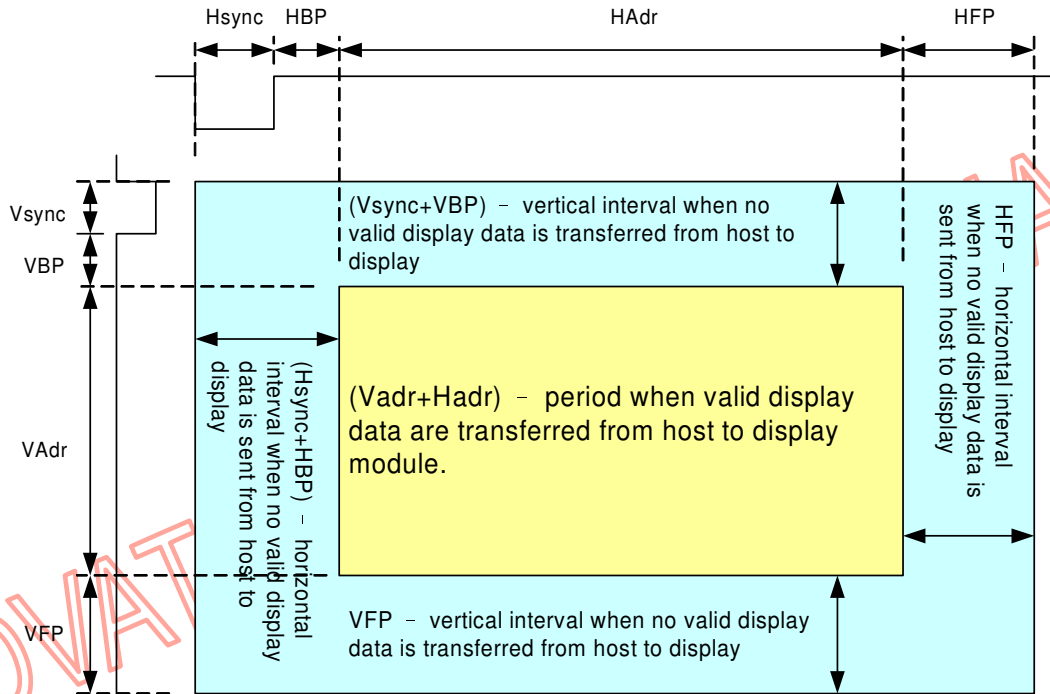 Hsync HBP HAdr HFP
Vsync
VBP
VAdr
VFP
(Vsync+VBP) – vertical interval when no
valid display data is transferred from host to
display
HFP – horizontal interval
when no valid display data is
sent from host to display
(Hsync+HBP) – horizontal
interval when no valid display
data is sent from host to
display
(Vadr+Hadr) – period when valid display
data are transferred from host to display
module.
VFP – vertical interval when no valid display
data is transferred from host to display